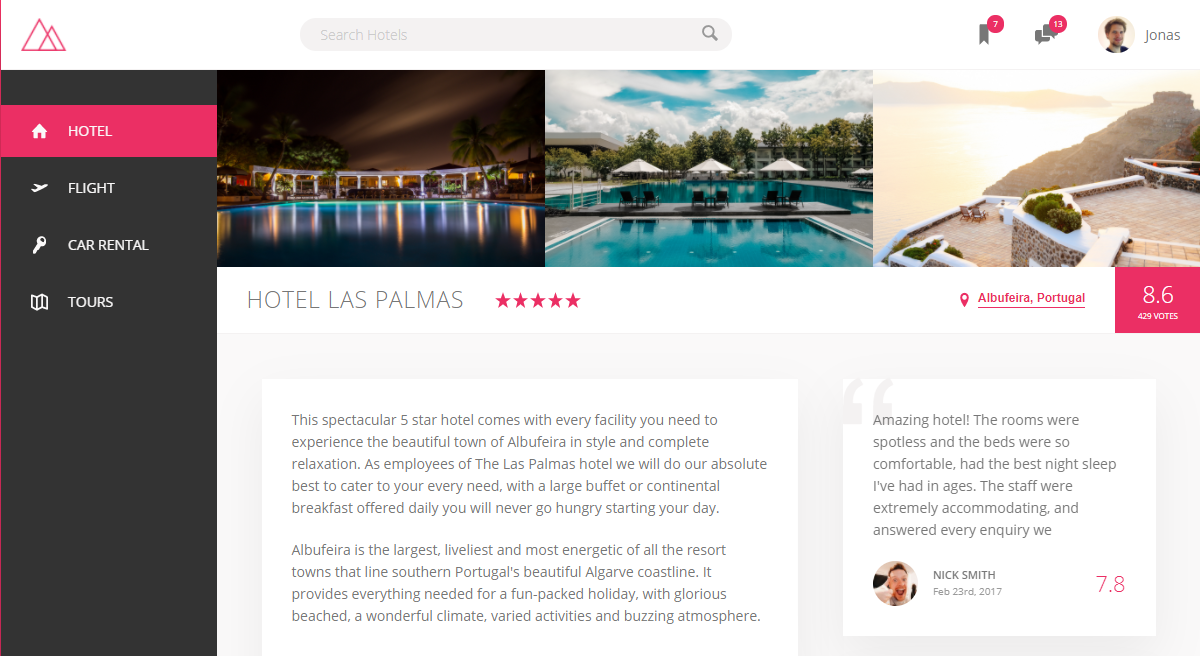 Search Hotels
7
13
Jonas
HOTEL
FLIGHT
CAR RENTAL
TOURS
HOTEL LAS PALMAS
Albufeira, Portugal
8.6
429 VOTES
This spectacular 5 star hotel comes with every facility you need to
experience the beautiful town of Albufeira in style and complete
relaxation. As employees of The Las Palmas hotel we will do our absolute
best to cater to your every need, with a large buffet or continental
breakfast offered daily you will never go hungry starting your day.
Albufeira is the largest, liveliest and most energetic of all the resort
towns that line southern Portugal's beautiful Algarve coastline. It
provides everything needed for a fun-packed holiday, with glorious
beached, a wonderful climate, varied activities and buzzing atmosphere.
“
Amazing hotel! The rooms were
spotless and the beds were so
comfortable, had the best night sleep
I've had in ages. The staff were
extremely accommodating, and
answered every enquiry we
NICK SMITH
Feb 23rd, 2017
7.8